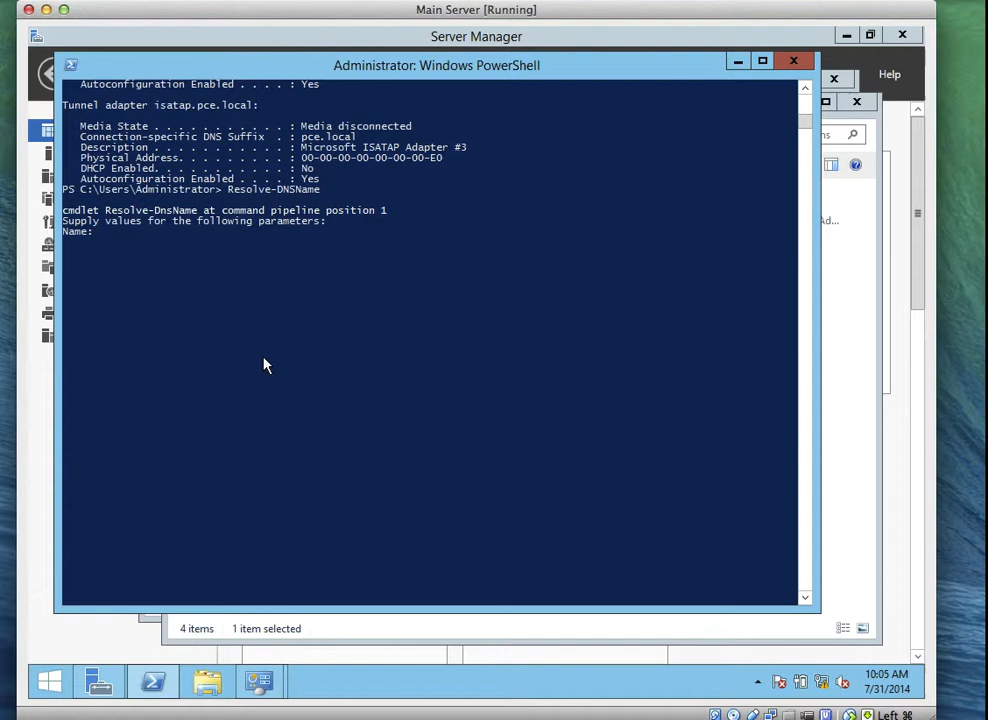 Main Server [Running]
Server Manager
Administrator: Windows PowerShell
Help
Autoconfiguration Enabled . . . . : Yes
Tunnel adapter isatap.pce.local:
Media State . . . . . . . . . . . : Media disconnected
Connection-specific DNS Suffix  . : pce.local
Description . . . . . . . . . . . : Microsoft ISATAP Adapter #3
Physical Address. . . . . . . . . : 00-00-00-00-00-00-00-E0
DHCP Enabled. . . . . . . . . . . : No
Autoconfiguration Enabled . . . . : Yes
PS C:\Users\Administrator> Resolve-DNSName
cmdlet Resolve-DnsName at command pipeline position 1
Supply values for the following parameters:
Name:
ns
Ad...
4 items 1 item selected
10:05 AM
7/31/2014
Left ⌘